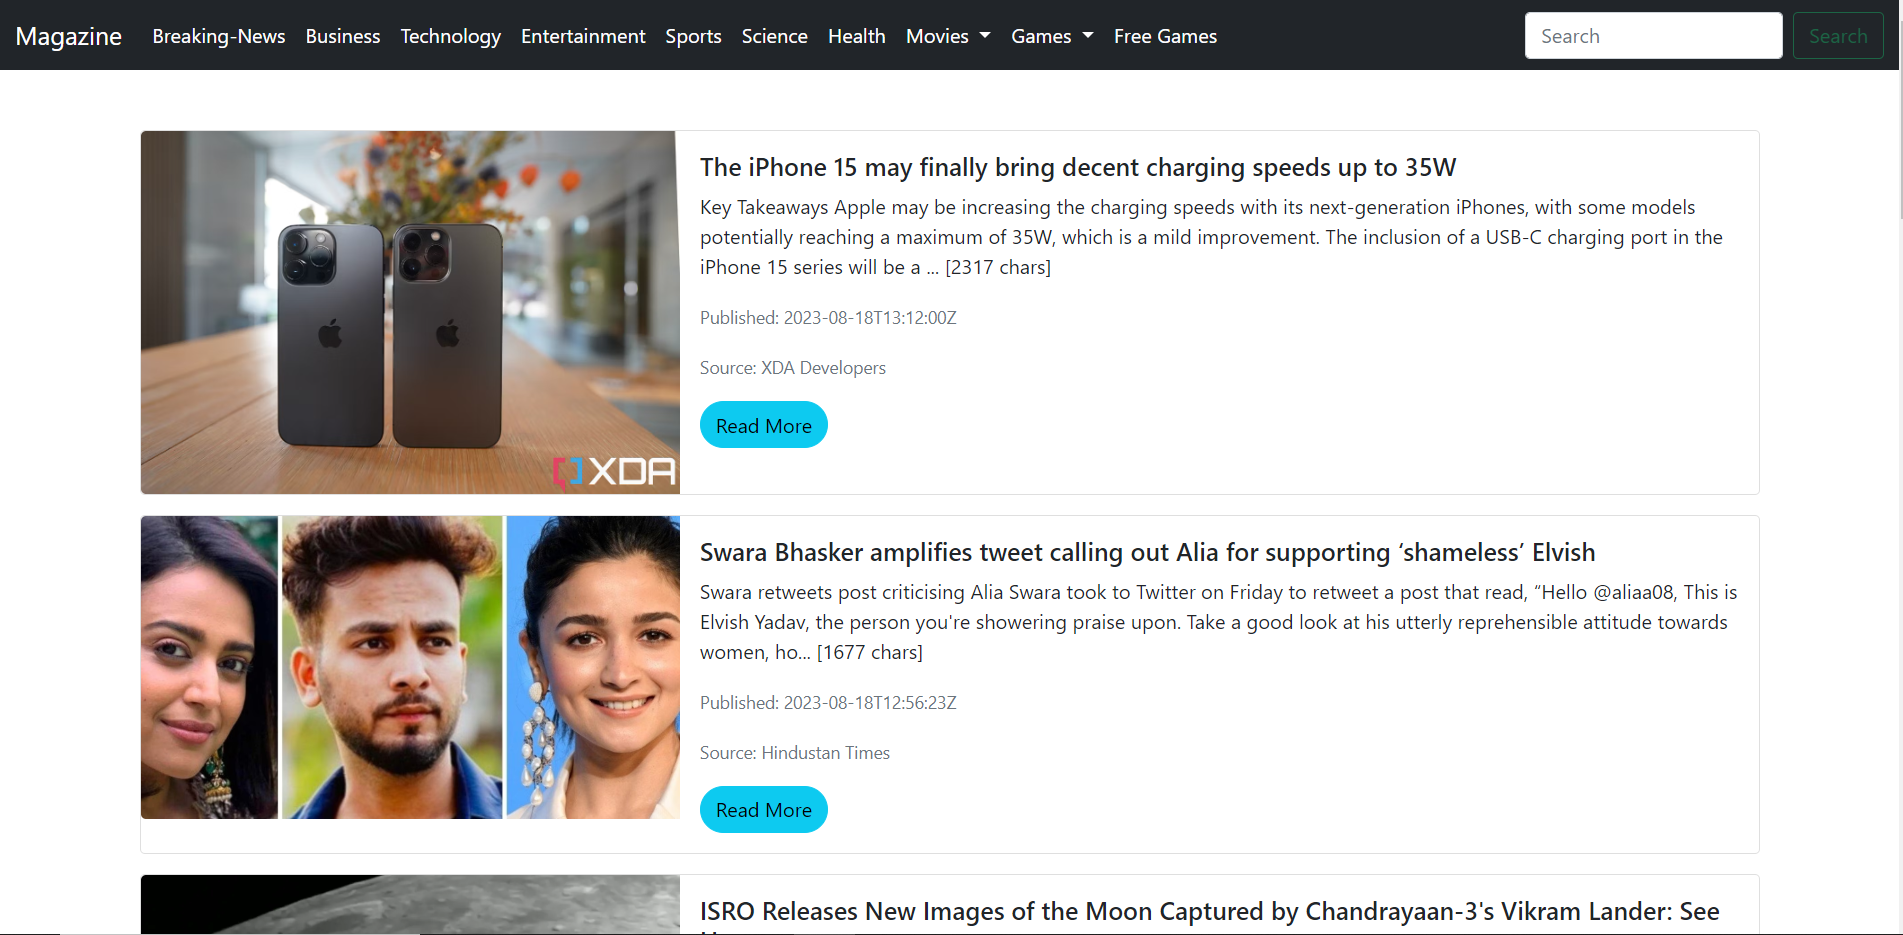 Magazine Breaking-News Business Technology Entertainment Sports Science Health Movies Games Free Games Search Search
The iPhone 15 may finally bring decent charging speeds up to 35W
Key Takeaways Apple may be increasing the charging speeds with its next-generation iPhones, with some models
potentially reaching a maximum of 35W, which is a mild improvement. The inclusion of a USB-C charging port in the
iPhone 15 series will be a ... [2317 chars]
Published: 2023-08-18T13:12:00Z
Source: XDA Developers
Read More
XDA
Swara Bhasker amplifies tweet calling out Alia for supporting ‘shameless’ Elvish
Swara retweets post criticising Alia Swara took to Twitter on Friday to retweet a post that read, “Hello @aliaa08, This is
Elvish Yadav, the person you're showering praise upon. Take a good look at his utterly reprehensible attitude towards
women, ho... [1677 chars]
Published: 2023-08-18T12:56:23Z
Source: Hindustan Times
Read More
ISRO Releases New Images of the Moon Captured by Chandrayaan-3's Vikram Lander: See